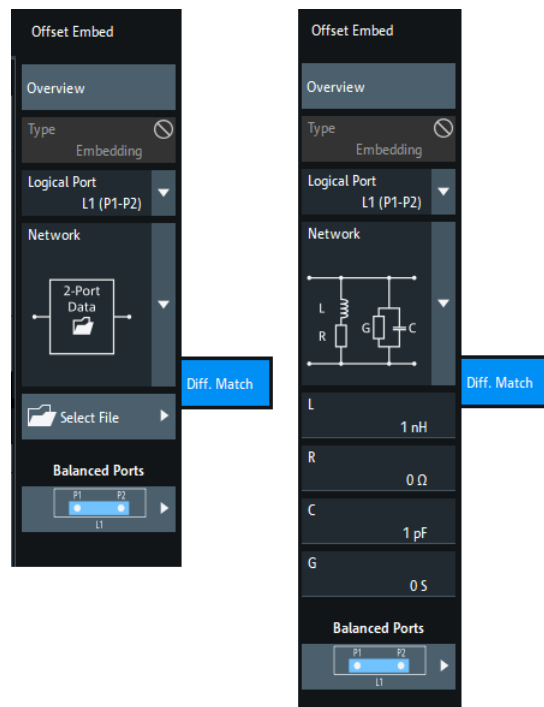 Offset Embed
Overview
Type
Embedding
Logical Port
L1 (P1-P2)
Network
2-Port
Data
Diff. Match
Select File
Balanced Ports
P1 P2
L1
Offset Embed
Overview
Type
Embedding
Logical Port
L1 (P1-P2)
Network
L
R
G
C
Diff. Match
L
1 nH
R
0 Ω
C
1 pF
G
0 S
Balanced Ports
P1 P2
L1